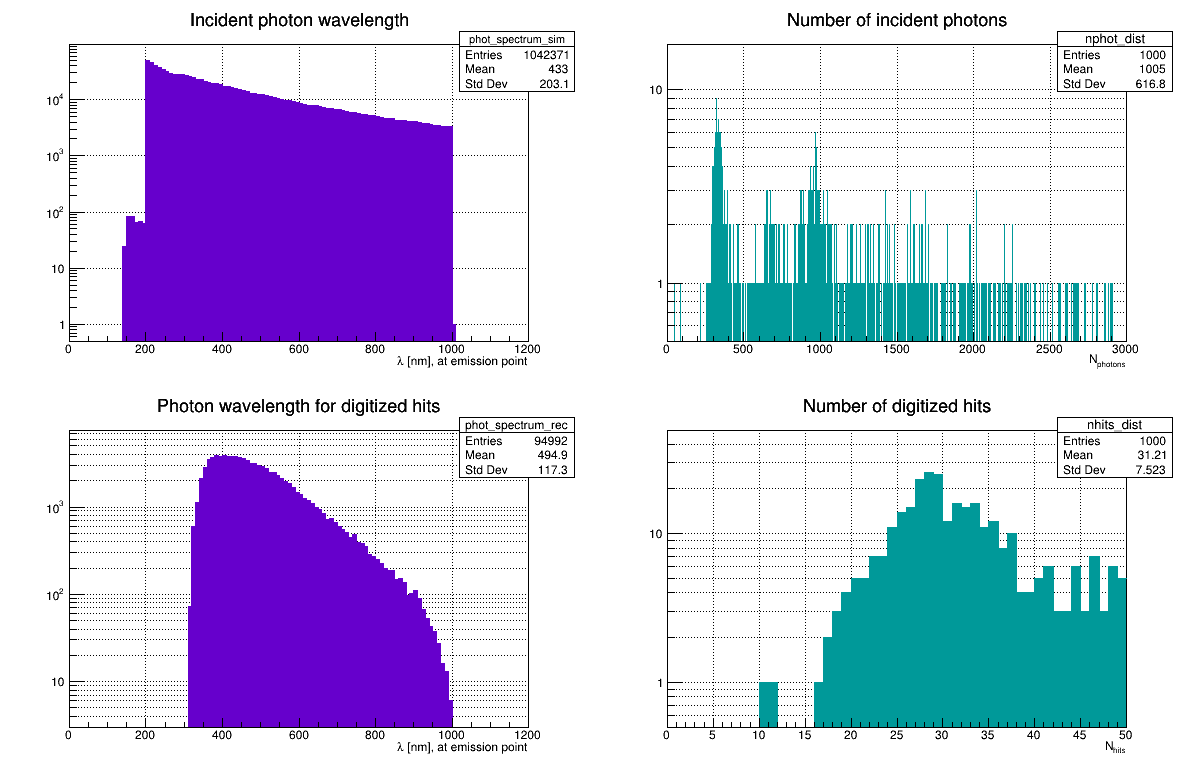 Incident photon wavelength
phot_spectrum_sim
Entries 1042371
Mean 433
Std Dev 203.1
10^4
10^3
10^2
10
1
0 200 400 600 800 1000 1200
λ [nm], at emission point
Number of incident photons
nphot_dist
Entries 1000
Mean 1005
Std Dev 616.8
10
1
0 500 1000 1500 2000 2500 3000
N_photons
Photon wavelength for digitized hits
phot_spectrum_rec
Entries 94992
Mean 494.9
Std Dev 117.3
10^3
10^2
10
0 200 400 600 800 1000 1200
λ [nm], at emission point
Number of digitized hits
nhits_dist
Entries 1000
Mean 31.21
Std Dev 7.523
10
1
0 5 10 15 20 25 30 35 40 45 50
N_hits